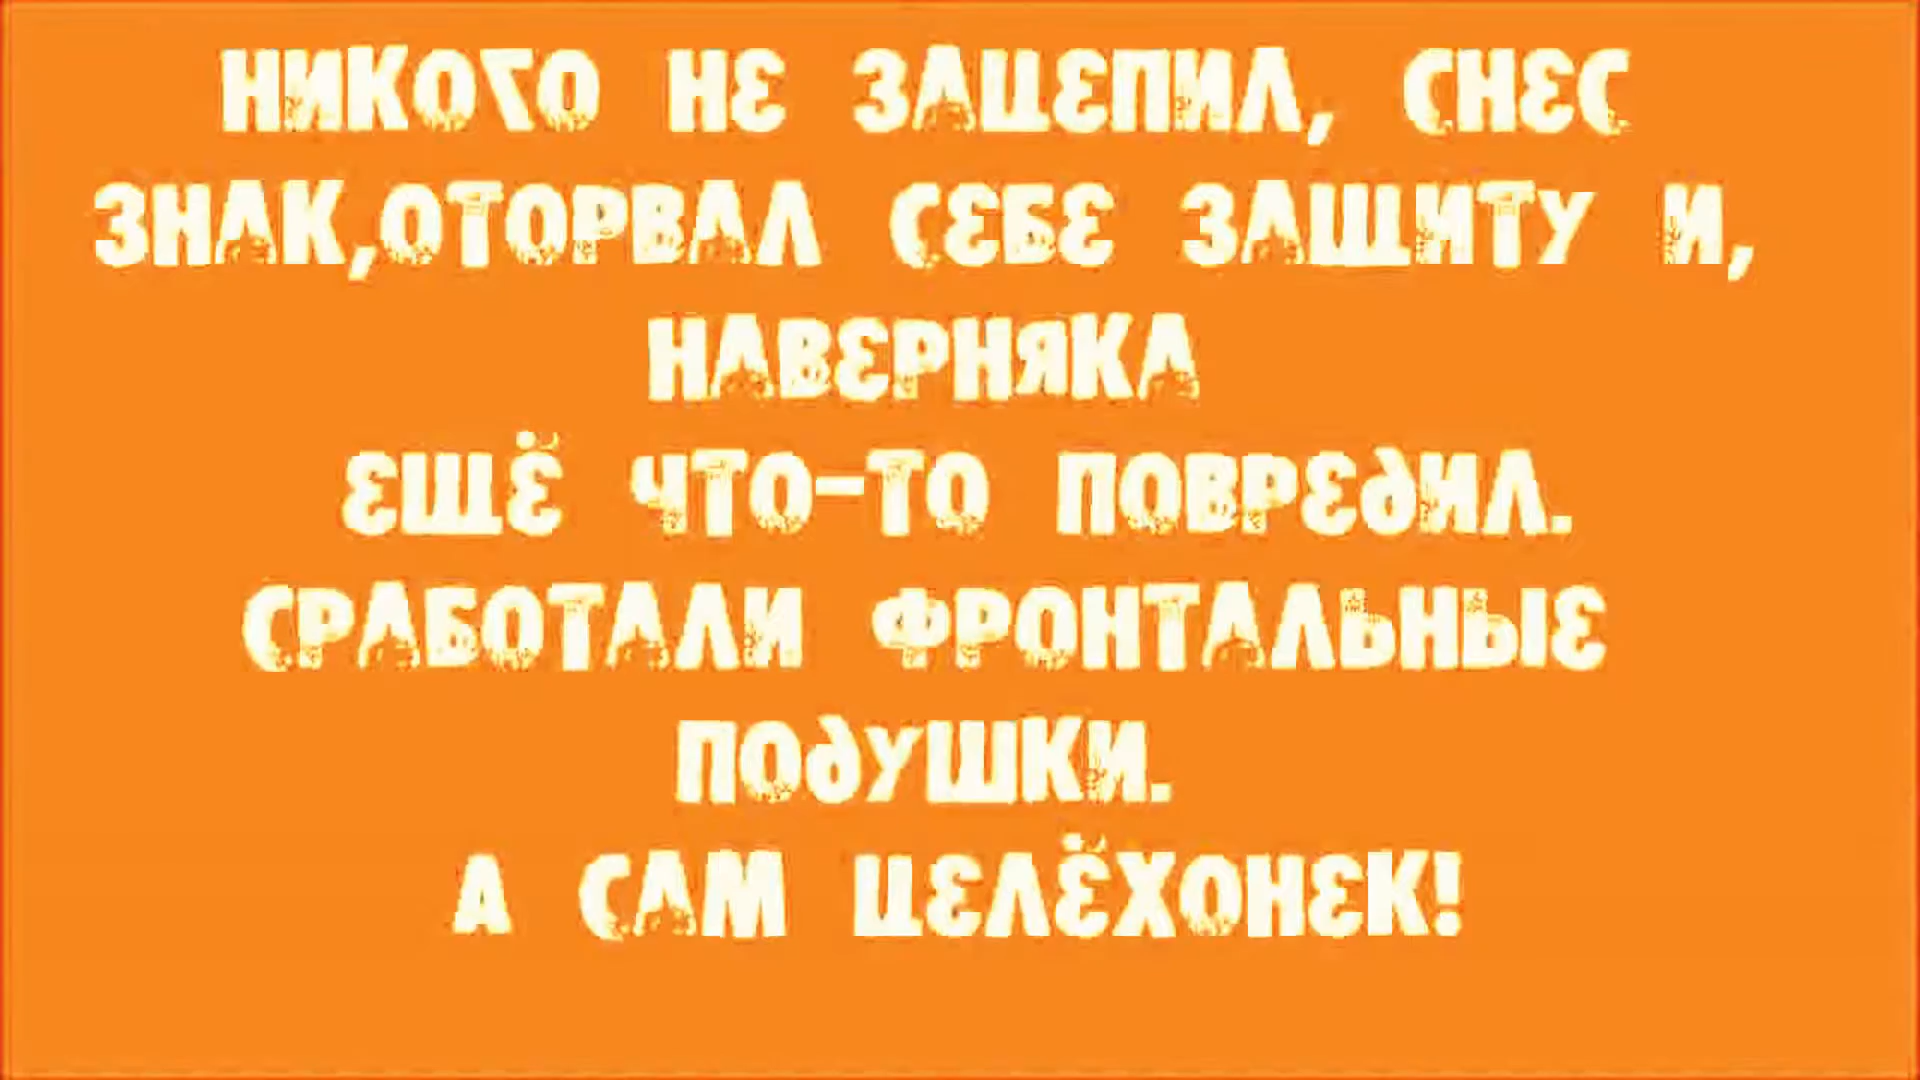 НИКОГО НЕ ЗАЦЕПИЛ, СНЕС
ЗНАК,ОТОРВАЛ СЕБЕ ЗАЩИТУ И,
НАВЕРНЯКА
ЕЩЁ ЧТО-ТО ПОВРЕДИЛ.
СРАБОТАЛИ ФРОНТАЛЬНЫЕ
ПОДУШКИ.
А САМ ЦЕЛЁХОНЕК!